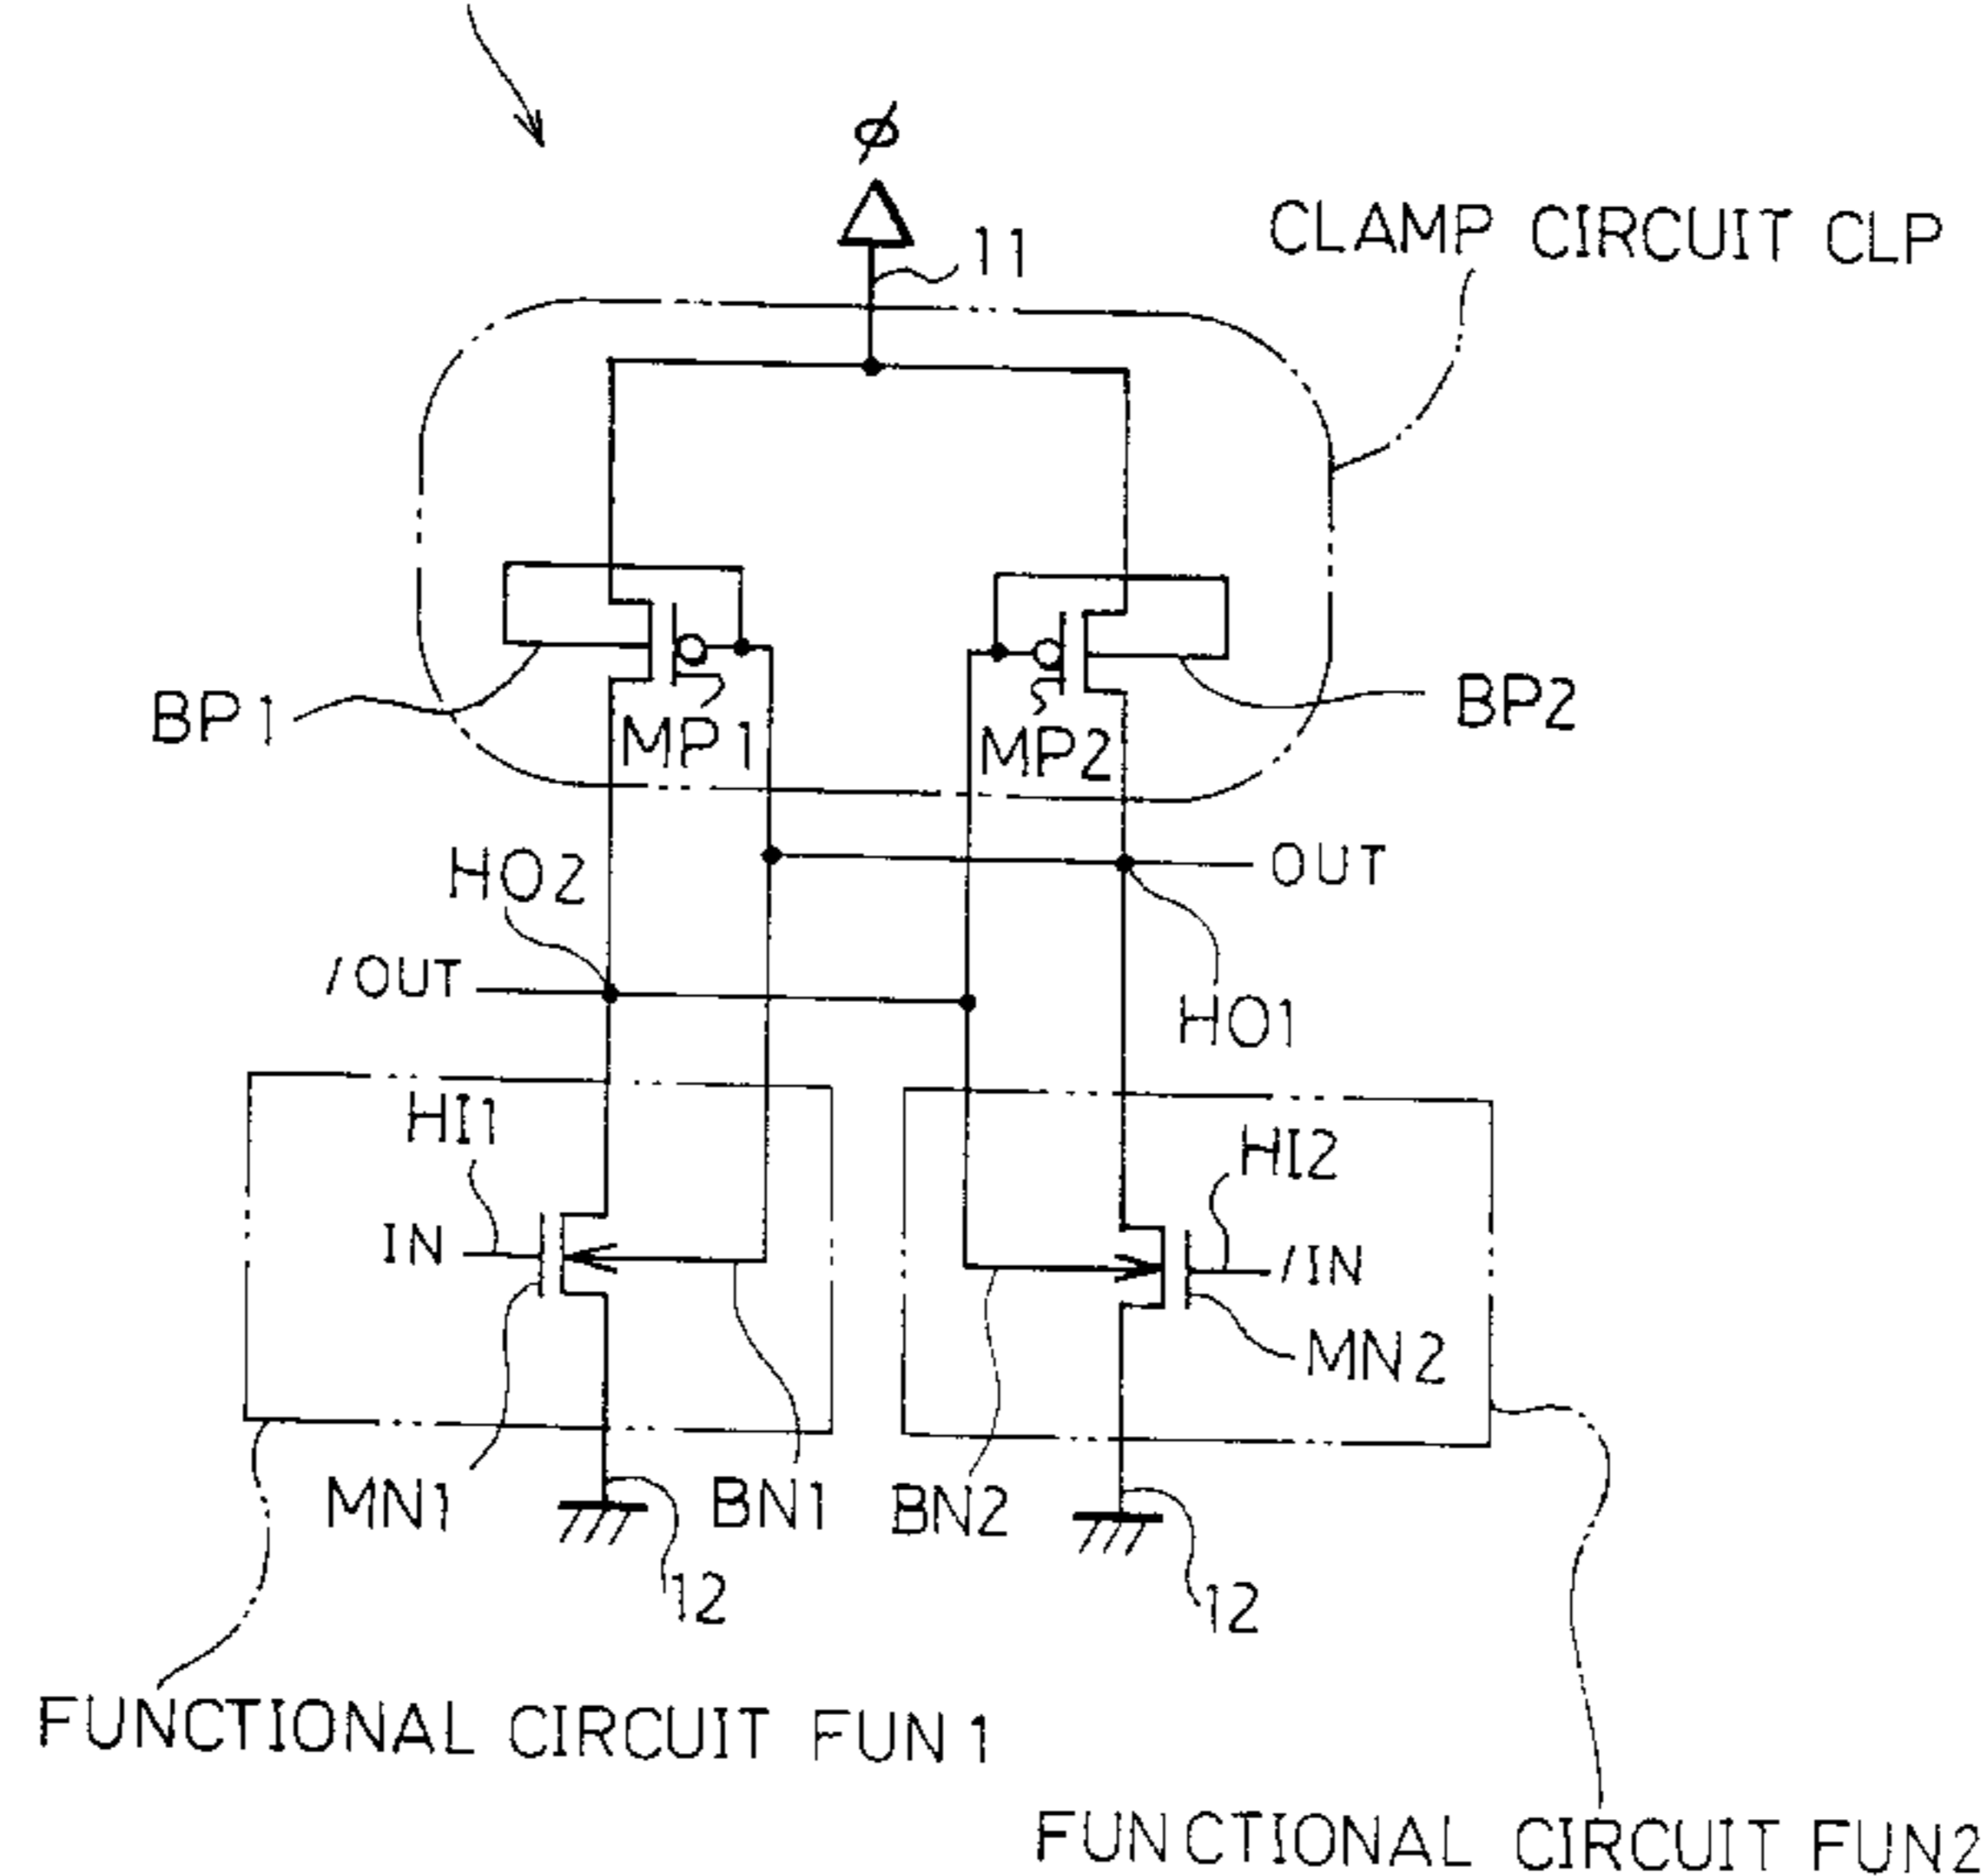 ϕ
11
CLAMP CIRCUIT CLP
BP1
MP1
MP2
BP2
HO2
OUT
/OUT
HO1
HI1
HI2
IN
/IN
MN2
MN1
BN1
BN2
12
12
FUNCTIONAL CIRCUIT FUN1
FUNCTIONAL CIRCUIT FUN2